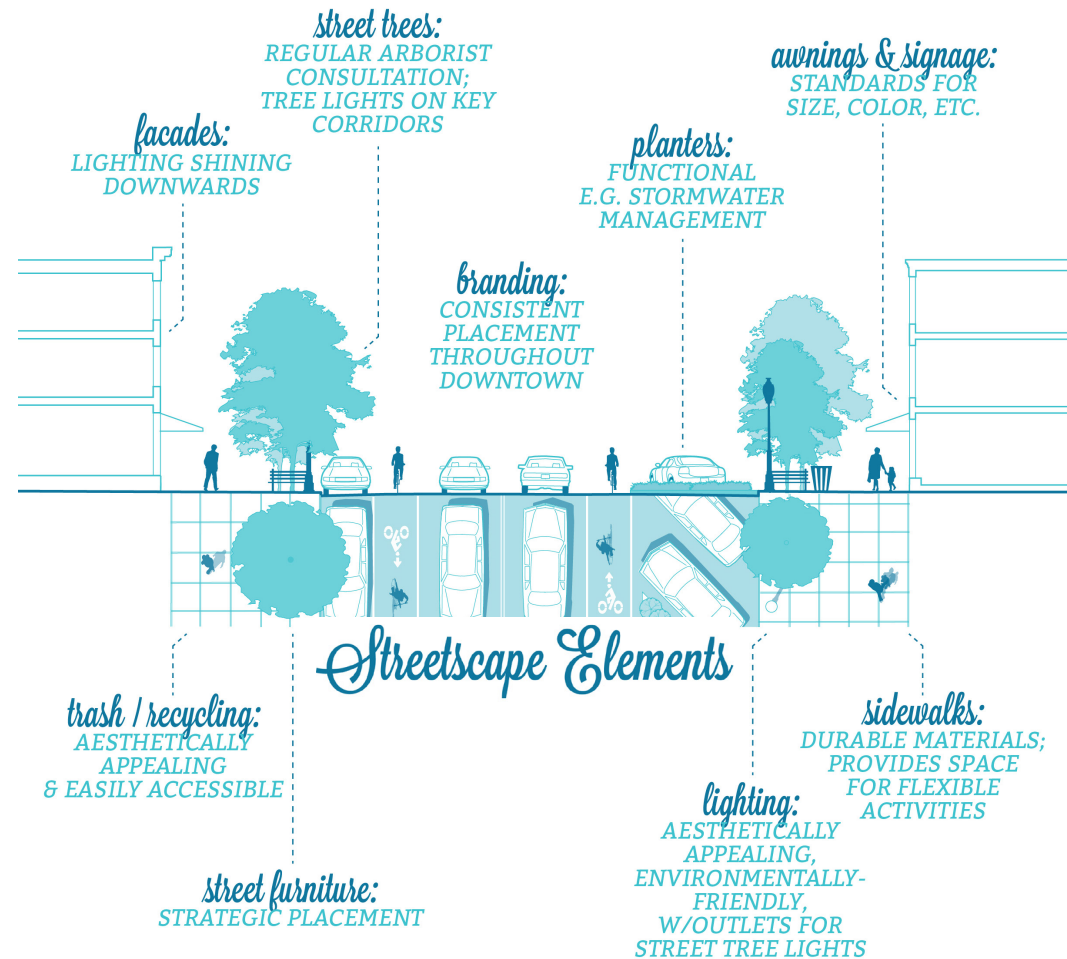 street trees:
REGULAR ARBORIST
CONSULTATION;
TREE LIGHTS ON KEY
CORRIDORS
awnings & signage:
STANDARDS FOR
SIZE, COLOR, ETC.
facades:
LIGHTING SHINING
DOWNWARDS
planters:
FUNCTIONAL
E.G. STORMWATER
MANAGEMENT
branding:
CONSISTENT
PLACEMENT
THROUGHOUT
DOWNTOWN
Streetscape Elements
trash / recycling:
AESTHETICALLY
APPEALING
& EASILY ACCESSIBLE
sidewalks:
DURABLE MATERIALS;
PROVIDES SPACE
FOR FLEXIBLE
ACTIVITIES
lighting:
AESTHETICALLY
APPEALING,
ENVIRONMENTALLY-
FRIENDLY,
W/OUTLETS FOR
STREET TREE LIGHTS
street furniture:
STRATEGIC PLACEMENT